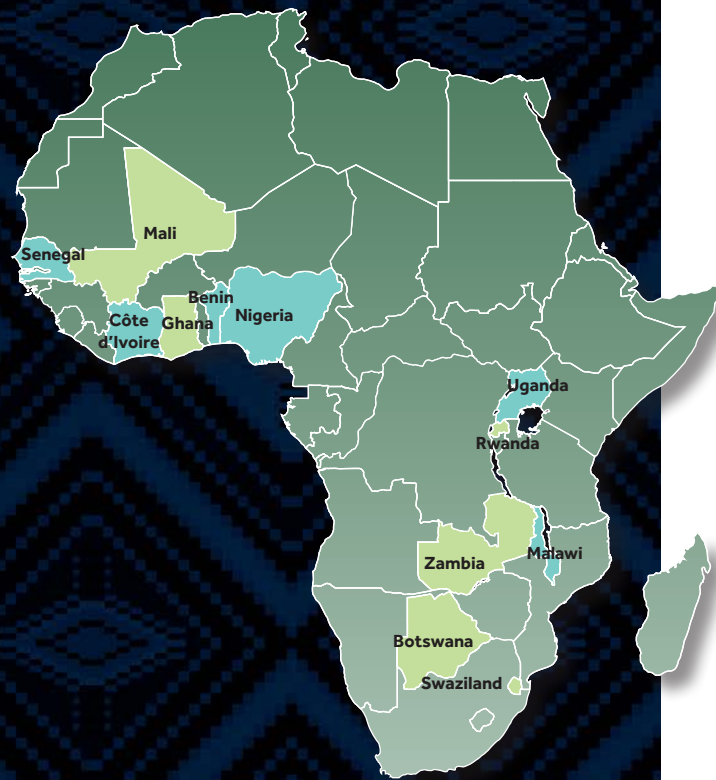 Mali
Senegal
Benin
Nigeria
Côte
d'Ivoire
Ghana
Uganda
Rwanda
Malawi
Zambia
Botswana
Swaziland